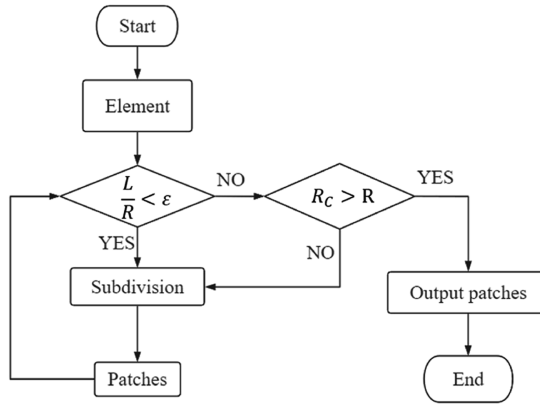 Start
Element
L/R < ε
NO
R_C > R
YES
YES
NO
Subdivision
Output patches
Patches
End